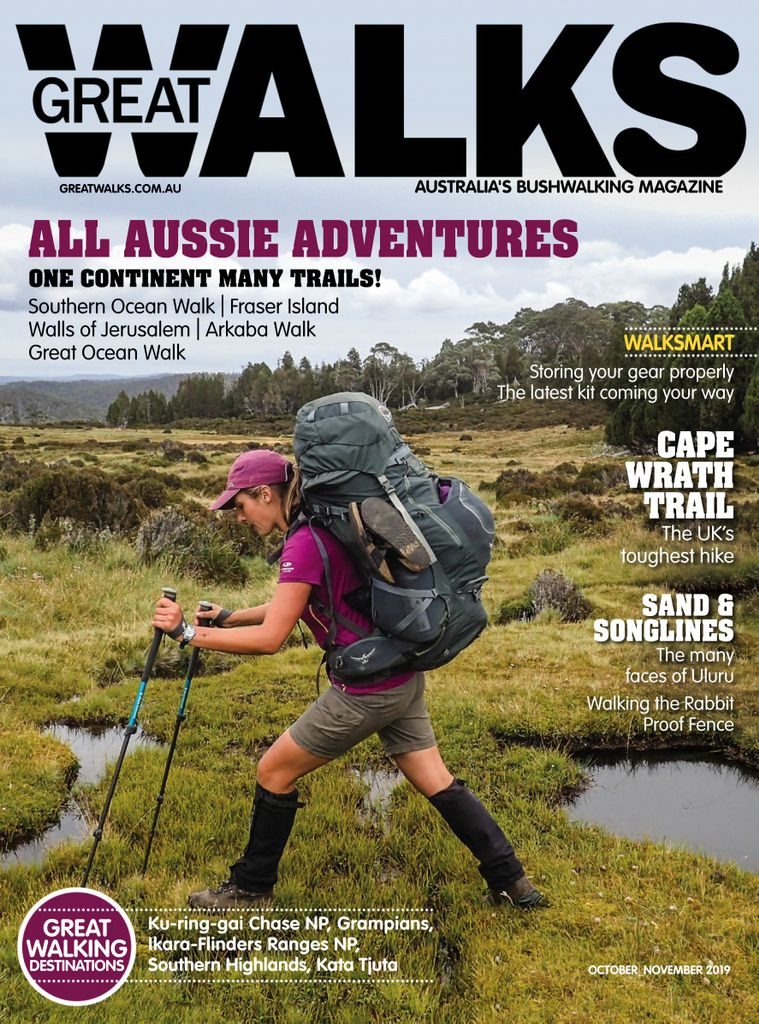 GREAT WALKS
GREATWALKS.COM.AU
AUSTRALIA'S BUSHWALKING MAGAZINE
ALL AUSSIE ADVENTURES
ONE CONTINENT MANY TRAILS!
Southern Ocean Walk | Fraser Island
Walls of Jerusalem | Arkaba Walk
Great Ocean Walk
WALKSMART
Storing your gear properly
The latest kit coming your way
CAPE
WRATH
TRAIL
The UK's
toughest hike
SAND &
SONGLINES
The many
faces of Uluru
Walking the Rabbit
Proof Fence
GREAT
WALKING
DESTINATIONS
Ku-ring-gai Chase NP, Grampians,
Ikara-Flinders Ranges NP,
Southern Highlands, Kata Tjuta
OCTOBER NOVEMBER 2019